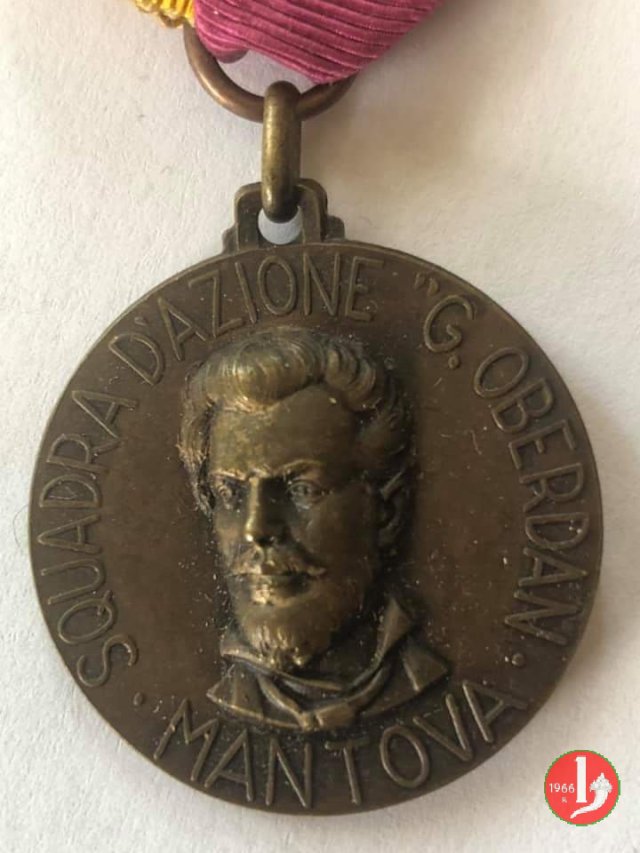 SQUADRA D'AZIONE "G. OBERDAN.
· MANTOVA
1966